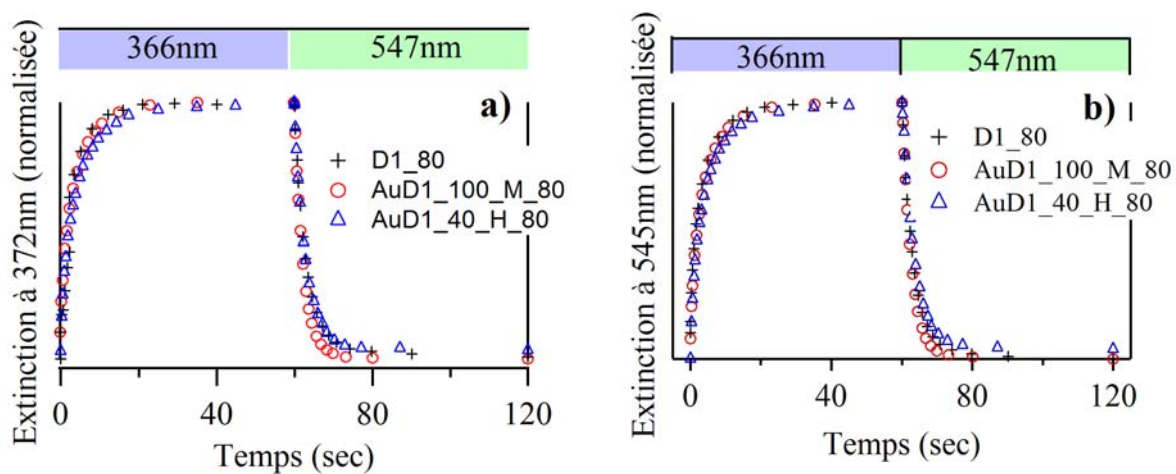 366nm
547nm
Extinction à 372nm (normalisée)
a)
D1_80
AuD1_100_M_80
AuD1_40_H_80
0
40
80
120
Temps (sec)
366nm
547nm
Extinction à 545nm (normalisée)
b)
D1_80
AuD1_100_M_80
AuD1_40_H_80
0
40
80
120
Temps (sec)